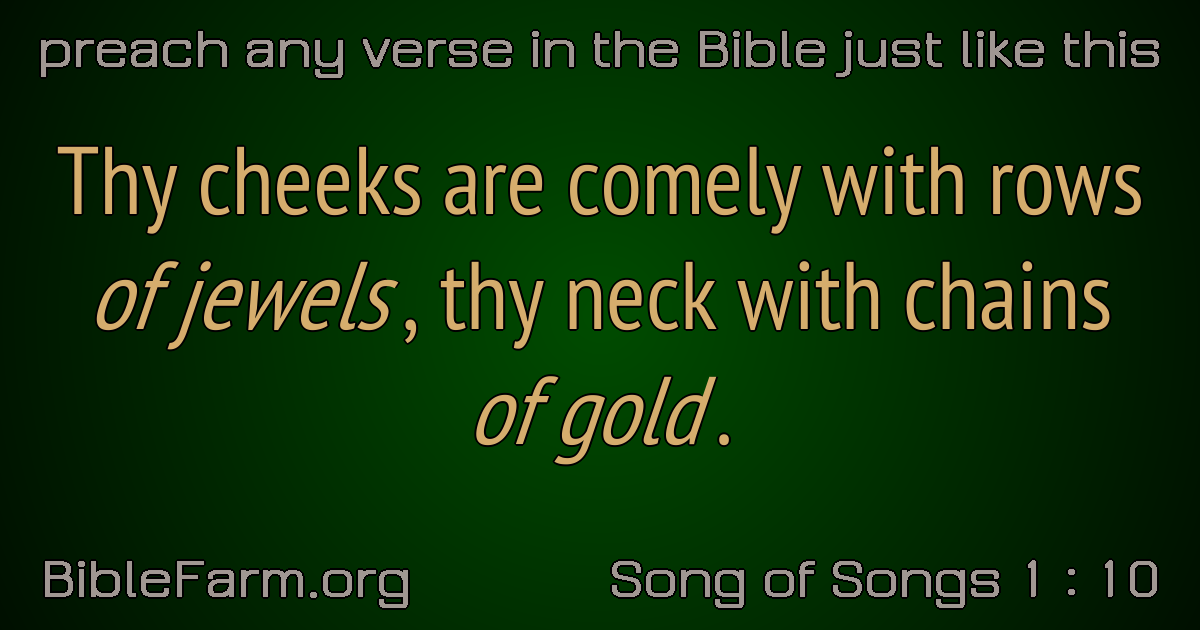 preach any verse in the Bible just like this
Thy cheeks are comely with rows
of jewels, thy neck with chains
of gold.
BibleFarm.org
Song of Songs 1 : 10